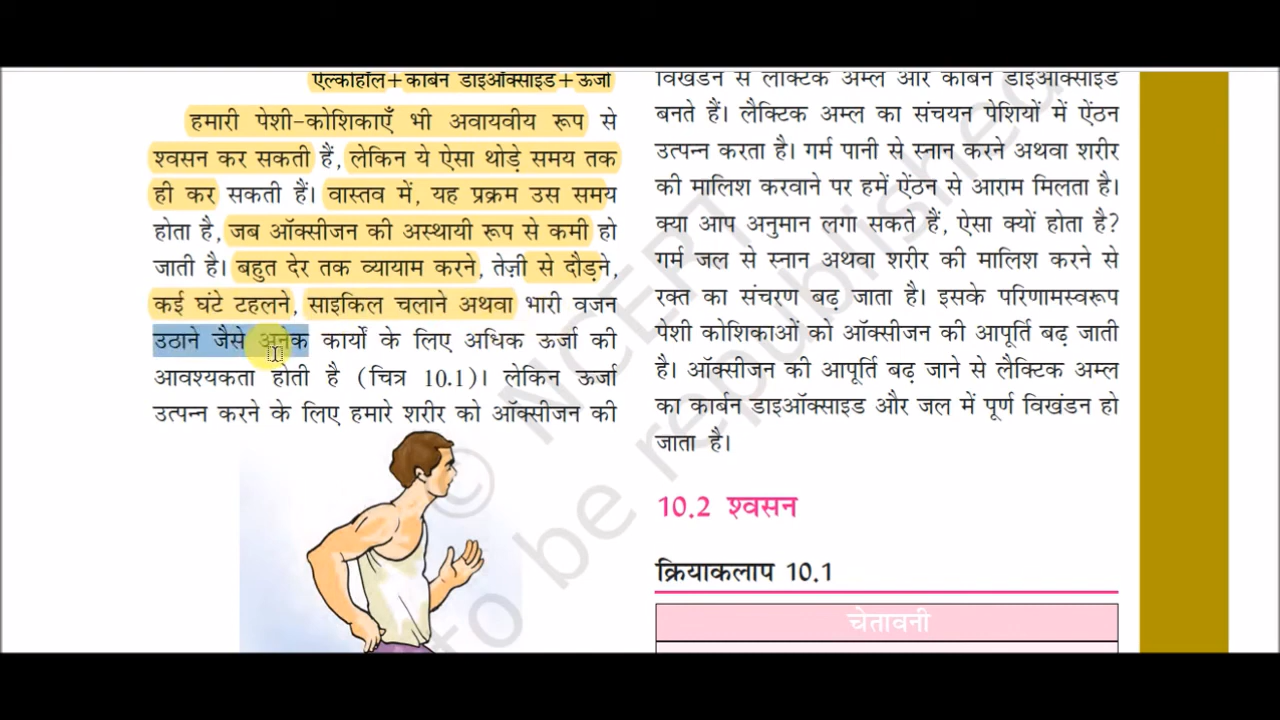 ऐल्कोहॉल+कार्बन डाइऑक्साइड+ऊर्जा
हमारी पेशी-कोशिकाएँ भी अवायवीय रूप से
श्वसन कर सकती हैं, लेकिन ये ऐसा थोड़े समय तक
ही कर सकती हैं। वास्तव में, यह प्रक्रम उस समय
होता है, जब ऑक्सीजन की अस्थायी रूप से कमी हो
जाती है। बहुत देर तक व्यायाम करने, तेज़ी से दौड़ने,
कई घंटे टहलने, साइकिल चलाने अथवा भारी वजन
उठाने जैसे अनेक कार्यों के लिए अधिक ऊर्जा की
आवश्यकता होती है (चित्र 10.1)। लेकिन ऊर्जा
उत्पन्न करने के लिए हमारे शरीर को ऑक्सीजन की
विखंडन से लैक्टिक अम्ल और कार्बन डाइऑक्साइड
बनते हैं। लैक्टिक अम्ल का संचयन पेशियों में ऐंठन
उत्पन्न करता है। गर्म पानी से स्नान करने अथवा शरीर
की मालिश करवाने पर हमें ऐंठन से आराम मिलता है।
क्या आप अनुमान लगा सकते हैं, ऐसा क्यों होता है?
गर्म जल से स्नान अथवा शरीर की मालिश करने से
रक्त का संचरण बढ़ जाता है। इसके परिणामस्वरूप
पेशी कोशिकाओं को ऑक्सीजन की आपूर्ति बढ़ जाती
है। ऑक्सीजन की आपूर्ति बढ़ जाने से लैक्टिक अम्ल
का कार्बन डाइऑक्साइड और जल में पूर्ण विखंडन हो
जाता है।
10.2 श्वसन
क्रियाकलाप 10.1
चेतावनी
© NCERT
to be republished